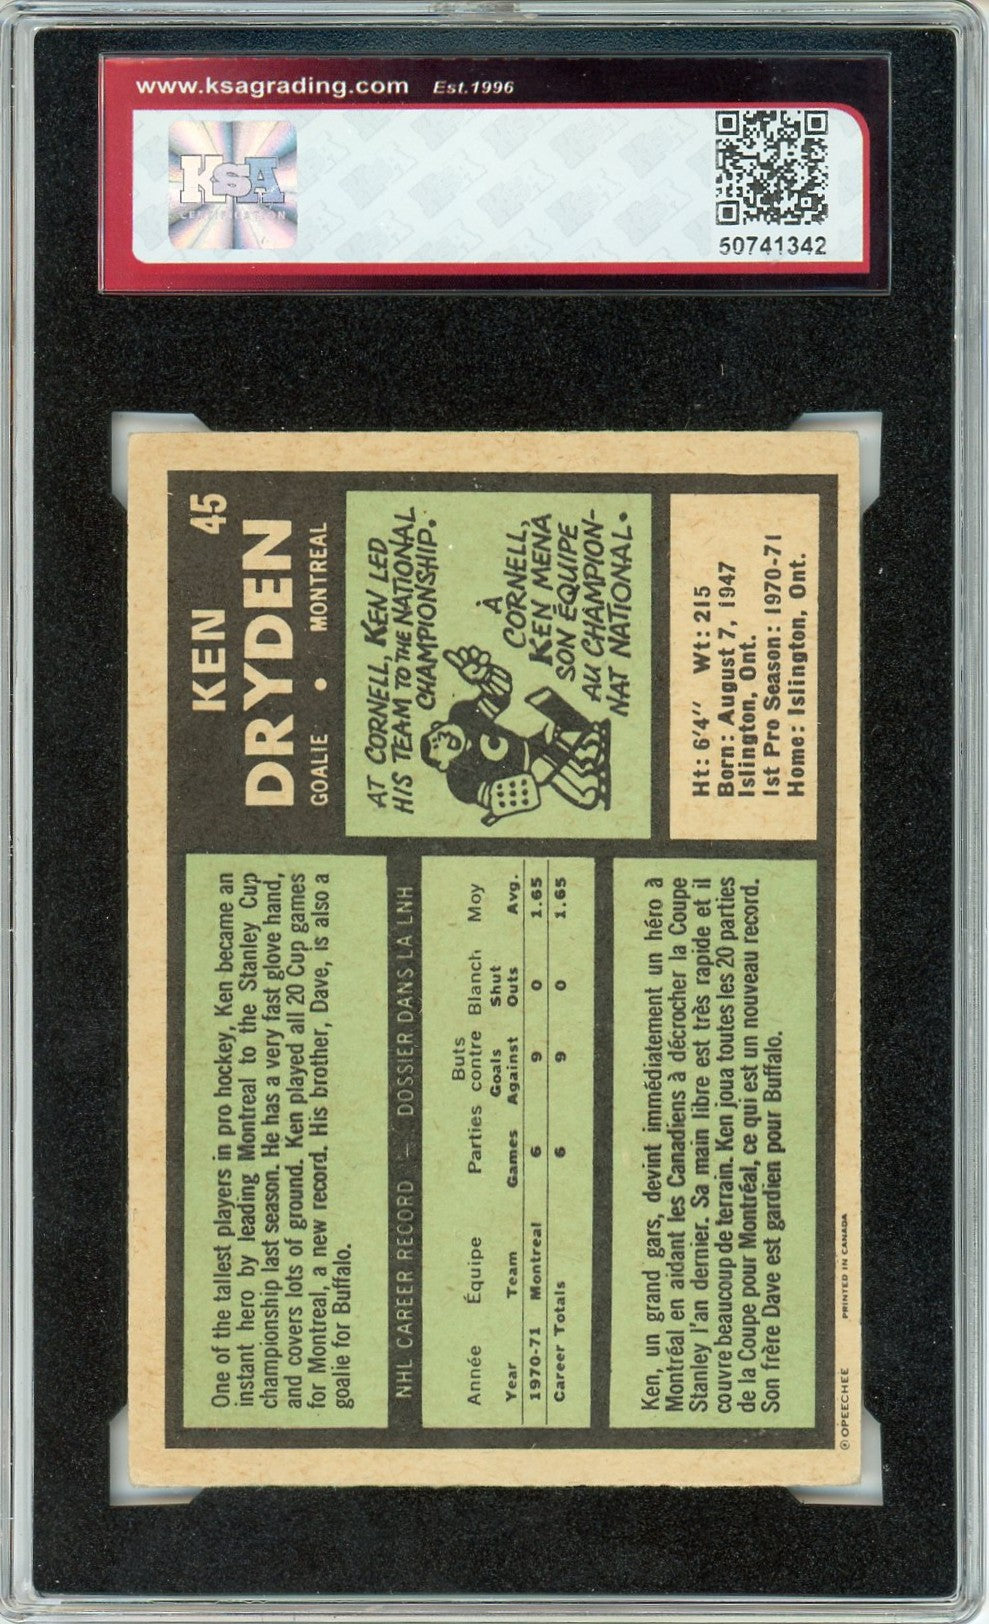 www.ksagrading.com Est.1996
KSA
CERTIFICATION
50741342
KEN 45
DRYDEN
GOALIE • MONTREAL
One of the tallest players in pro hockey, Ken became an
instant hero by leading Montreal to the Stanley Cup
championship last season. He has a very fast glove hand,
and covers lots of ground. Ken played all 20 Cup games
for Montreal, a new record. His brother, Dave, is also a
goalie for Buffalo.
AT CORNELL, KEN LED
HIS TEAM TO THE NATIONAL
CHAMPIONSHIP.
C
À
CORNELL,
KEN MENA
SON ÉQUIPE
AU CHAMPION-
NAT NATIONAL.
NHL CAREER RECORD — DOSSIER DANS LA LNH
Année Équipe Parties Buts contre Blanch Moy
Year Team Games Goals Against Shut Outs Avg.
1970-71 Montreal 6 9 0 1.65
Career Totals 6 9 0 1.65
Ht: 6'4″ Wt: 215
Born: August 7, 1947
Islington, Ont.
1st Pro Season: 1970-71
Home: Islington, Ont.
Ken, un grand gars, devint immédiatement un héro à
Montréal en aidant les Canadiens à décrocher la Coupe
Stanley l'an dernier. Sa main libre est très rapide et il
couvre beaucoup de terrain. Ken joua toutes les 20 parties
de la Coupe pour Montréal, ce qui est un nouveau record.
Son frère Dave est gardien pour Buffalo.
© OPEECHEE PRINTED IN CANADA